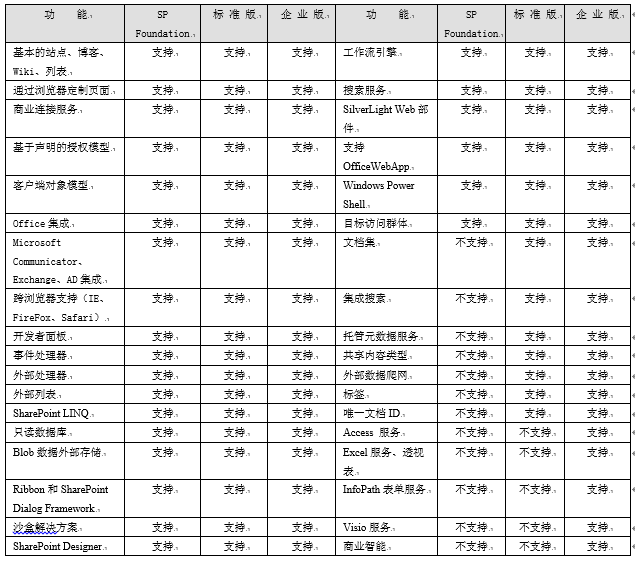 功 能 SP Foundation 标 准 版 企 业 版 功 能 SP Foundation 标 准 版 企 业 版
基本的站点、博客、Wiki、列表 支持 支持 支持 工作流引擎 支持 支持 支持
通过浏览器定制页面 支持 支持 支持 搜索服务 支持 支持 支持
商业连接服务 支持 支持 支持 SilverLight Web 部件 支持 支持 支持
基于声明的授权模型 支持 支持 支持 支持 OfficeWebApp 支持 支持 支持
客户端对象模型 支持 支持 支持 Windows Power Shell 支持 支持 支持
Office 集成 支持 支持 支持 目标访问群体 支持 支持 支持
Microsoft Communicator、Exchange、AD 集成 支持 支持 支持 文档集 不支持 支持 支持
跨浏览器支持（IE、FireFox、Safari） 支持 支持 支持 集成搜索 不支持 支持 支持
开发者面板 支持 支持 支持 托管元数据服务 不支持 支持 支持
事件处理器 支持 支持 支持 共享内容类型 不支持 支持 支持
外部处理器 支持 支持 支持 外部数据爬网 不支持 支持 支持
外部列表 支持 支持 支持 标签 不支持 支持 支持
SharePoint LINQ 支持 支持 支持 唯一文档 ID 不支持 支持 支持
只读数据库 支持 支持 支持 Access 服务 不支持 不支持 支持
Blob 数据外部存储 支持 支持 支持 Excel 服务、透视表 不支持 不支持 支持
Ribbon 和 SharePoint Dialog Framework 支持 支持 支持 InfoPath 表单服务 不支持 不支持 支持
沙盒解决方案 支持 支持 支持 Visio 服务 不支持 不支持 支持
SharePoint Designer 支持 支持 支持 商业智能 不支持 不支持 支持